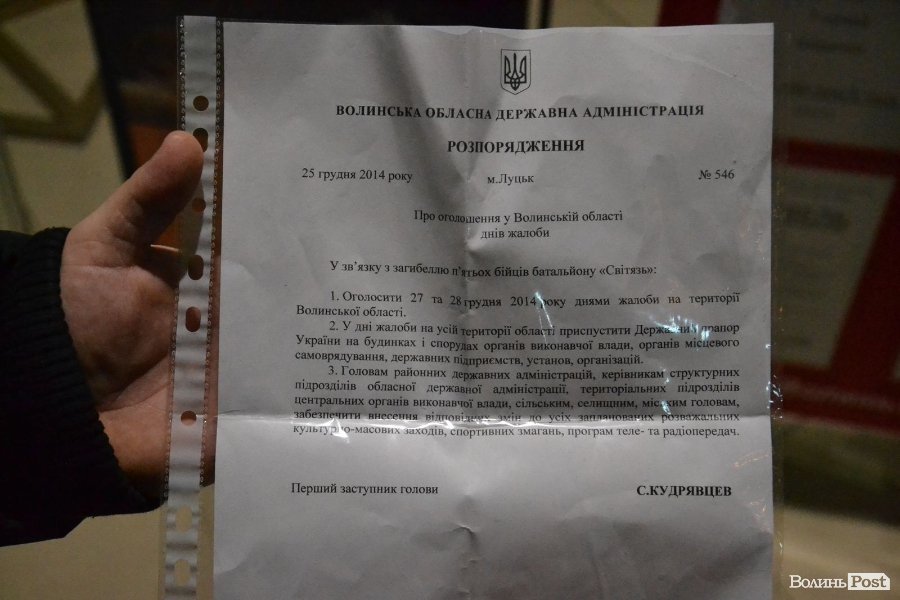 ВОЛИНСЬКА ОБЛАСНА ДЕРЖАВНА АДМІНІСТРАЦІЯ
РОЗПОРЯДЖЕННЯ
25 грудня 2014 року м.Луцьк № 546
Про оголошення у Волинській області
днів жалоби
У зв’язку з загибеллю п’ятьох бійців батальйону «Світязь»:
1. Оголосити 27 та 28 грудня 2014 року днями жалоби на території
Волинської області.
2. У дні жалоби на усій території області приспустити Державний прапор
України на будинках і спорудах органів виконавчої влади, органів місцевого
самоврядування, державних підприємств, установ, організацій.
3. Головам районних державних адміністрацій, керівникам структурних
підрозділів обласної державної адміністрації, територіальних підрозділів
центральних органів виконавчої влади, сільським, селищним, міським головам,
забезпечити внесення відповідних змін до усіх запланованих розважальних
культурно-масових заходів, спортивних змагань, програм теле- та радіопередач.
Перший заступник голови С.КУДРЯВЦЕВ
ВолиньPost